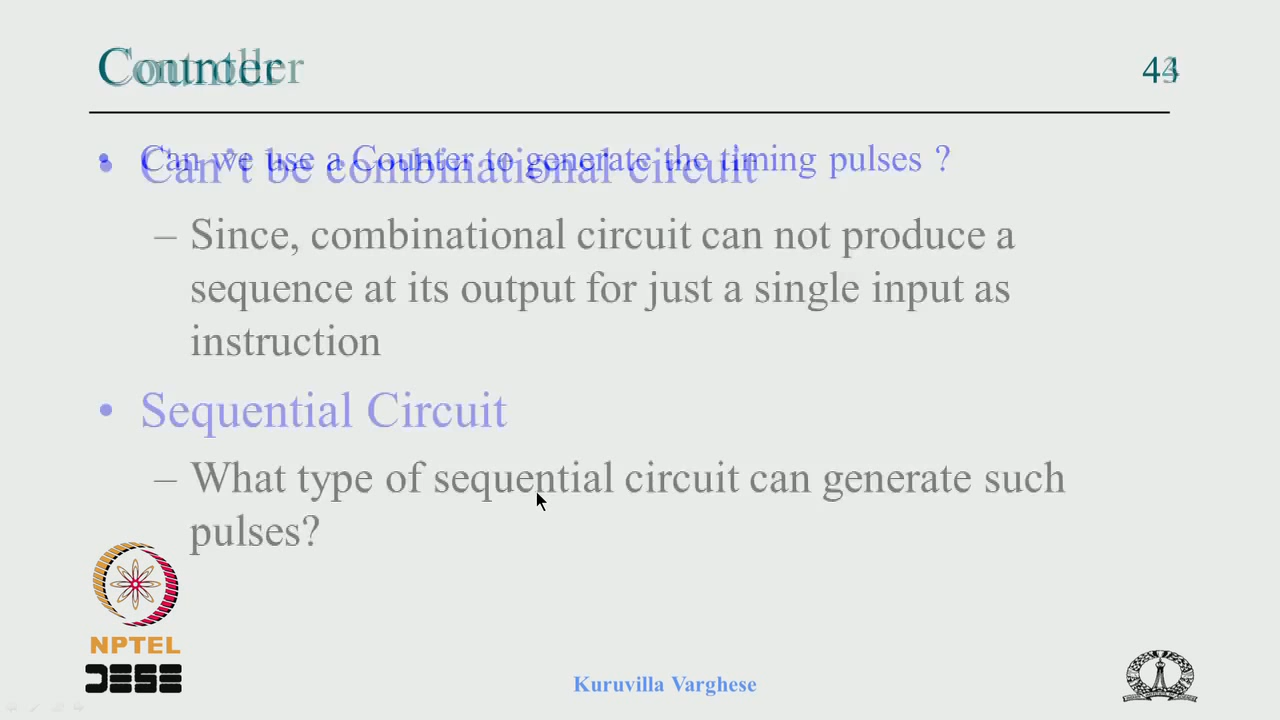 Counter
Controller
44
43
• Can we use a Counter to generate the timing pulses ?
• Can't be combinational circuit
– Since, combinational circuit can not produce a
sequence at its output for just a single input as
instruction
• Sequential Circuit
– What type of sequential circuit can generate such
pulses?
NPTEL
DESE
Kuruvilla Varghese